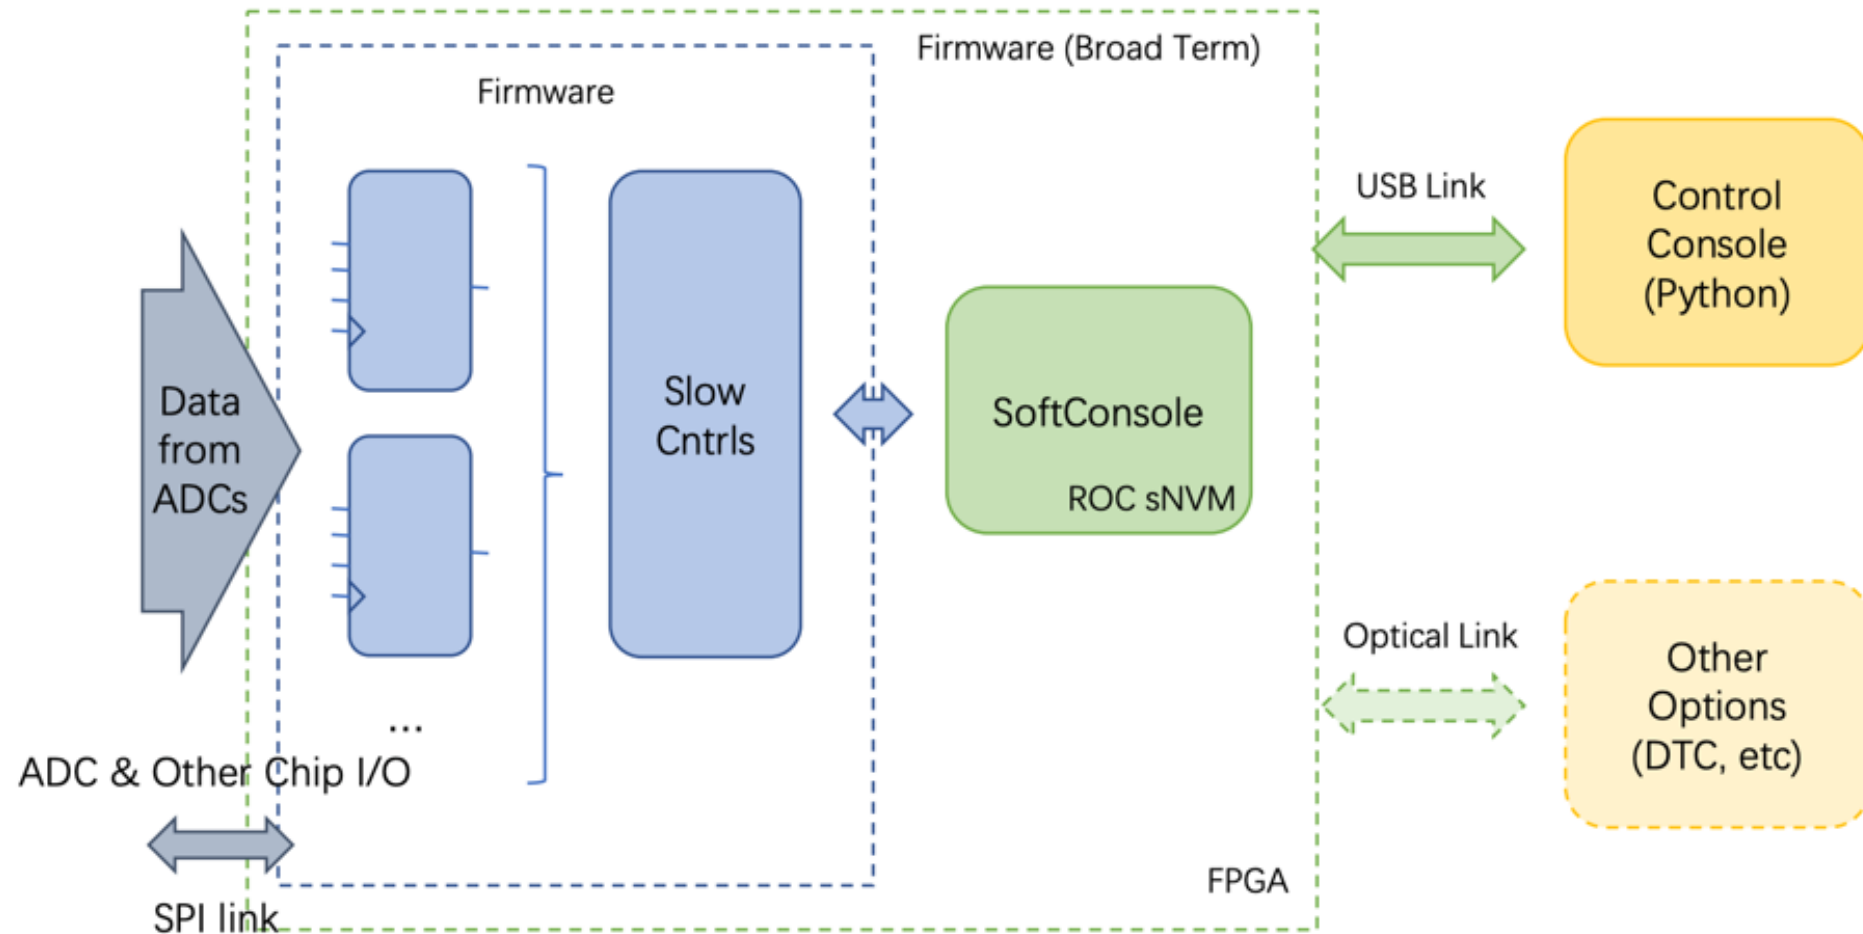 Firmware (Broad Term)
Firmware
Data
from
ADCs
Slow
Cntrls
SoftConsole
ROC sNVM
USB Link
Control
Console
(Python)
Optical Link
Other
Options
(DTC, etc)
...
ADC & Other Chip I/O
SPI link
FPGA